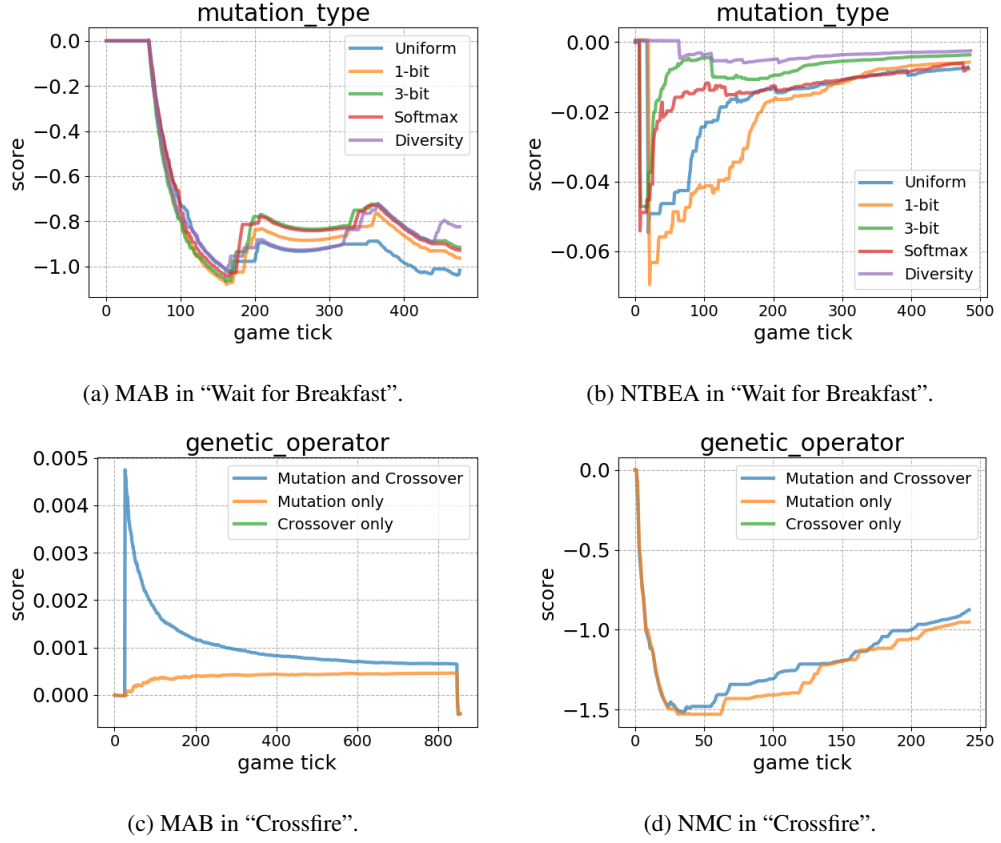 mutation_type
0.0
−0.2
−0.4
−0.6
−0.8
−1.0
score
Uniform
1-bit
3-bit
Softmax
Diversity
0 100 200 300 400
game tick
(a) MAB in “Wait for Breakfast”.
mutation_type
0.00
−0.02
−0.04
−0.06
score
Uniform
1-bit
3-bit
Softmax
Diversity
0 100 200 300 400 500
game tick
(b) NTBEA in “Wait for Breakfast”.
genetic_operator
0.005
0.004
0.003
0.002
0.001
0.000
score
Mutation and Crossover
Mutation only
Crossover only
0 200 400 600 800
game tick
(c) MAB in “Crossfire”.
genetic_operator
0.0
−0.5
−1.0
−1.5
score
Mutation and Crossover
Mutation only
Crossover only
0 50 100 150 200 250
game tick
(d) NMC in “Crossfire”.